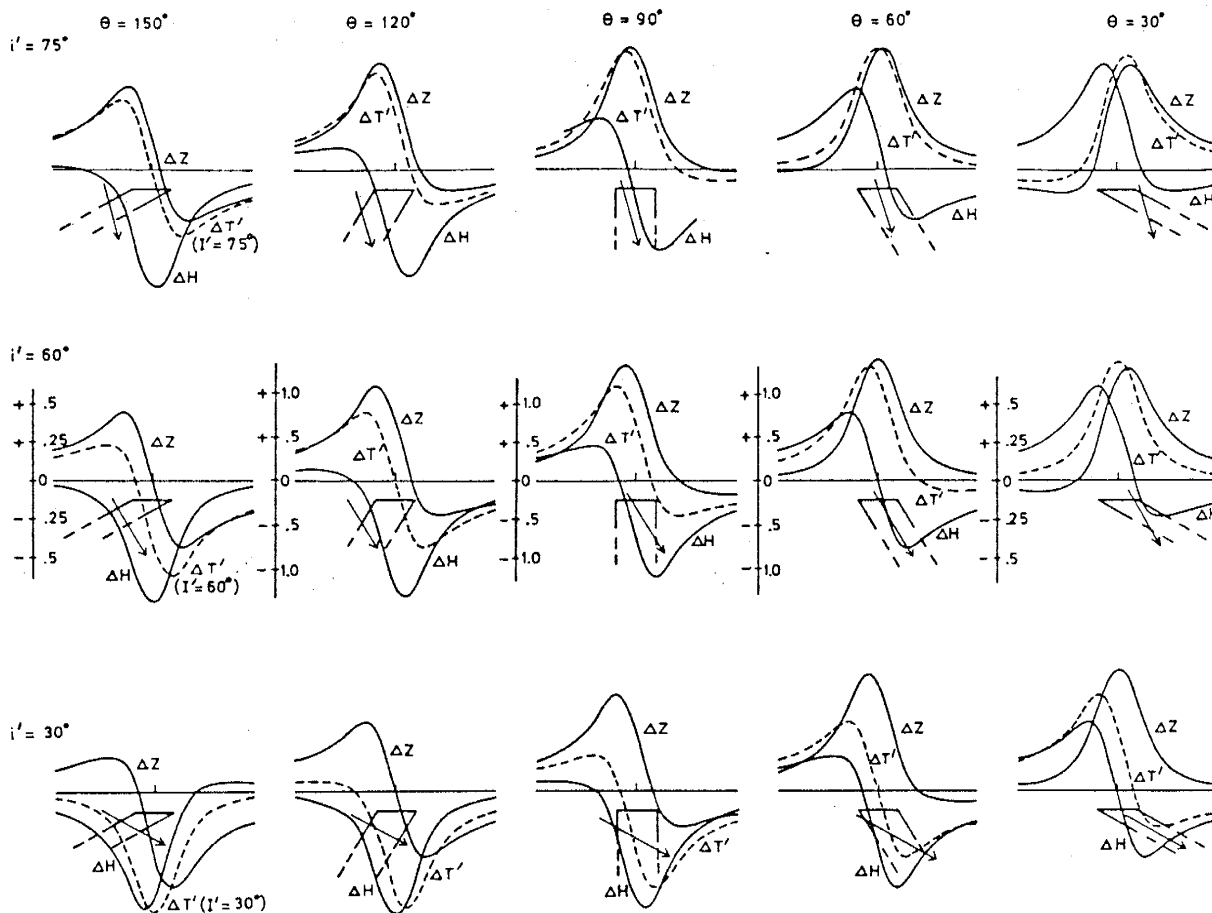 θ = 150°
θ = 120°
θ = 90°
θ = 60°
θ = 30°
i' = 75°
ΔZ
ΔT'
(I' = 75°)
ΔH
ΔZ
ΔT'
ΔH
ΔZ
ΔT'
ΔH
ΔZ
ΔT'
ΔH
ΔZ
ΔT'
ΔH
i' = 60°
+ .5
+ .25
0
- .25
- .5
ΔZ
ΔH
ΔT'
(I' = 60°)
+ 1.0
+ .5
0
- .5
- 1.0
ΔZ
ΔT'
ΔH
+ 1.0
+ .5
0
- .5
- 1.0
ΔZ
ΔT'
ΔH
+ 1.0
+ .5
0
- .5
- 1.0
ΔZ
ΔT'
ΔH
+ .5
+ .25
0
- .25
- .5
ΔZ
ΔT'
ΔH
i' = 30°
ΔZ
ΔH
ΔT' (I' = 30°)
ΔZ
ΔH
ΔT'
ΔZ
ΔT'
ΔH
ΔZ
ΔT'
ΔH
ΔZ
ΔT'
ΔH